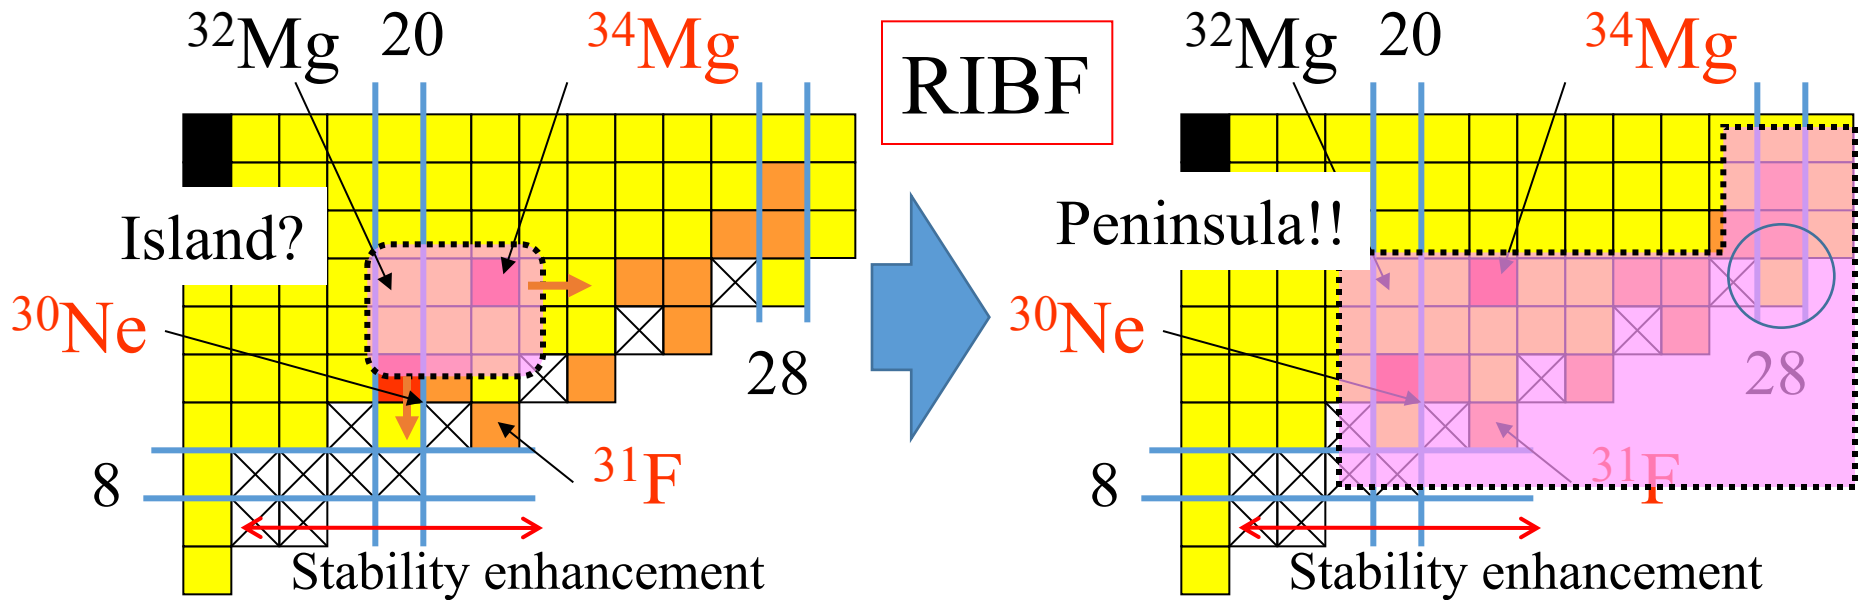 ³²Mg 20 ³⁴Mg
Island?
³⁰Ne
28
³¹F
8
Stability enhancement
RIBF
³²Mg 20 ³⁴Mg
Peninsula!!
³⁰Ne
28
³¹F
8
Stability enhancement